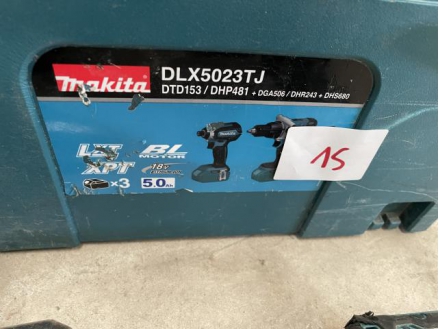 makita
DLX5023TJ
DTD153 / DHP481 + DGA506 / DHR243 + DHS680
LXT
BL
MOTOR
XPT
18V
×3
5.0Ah
15